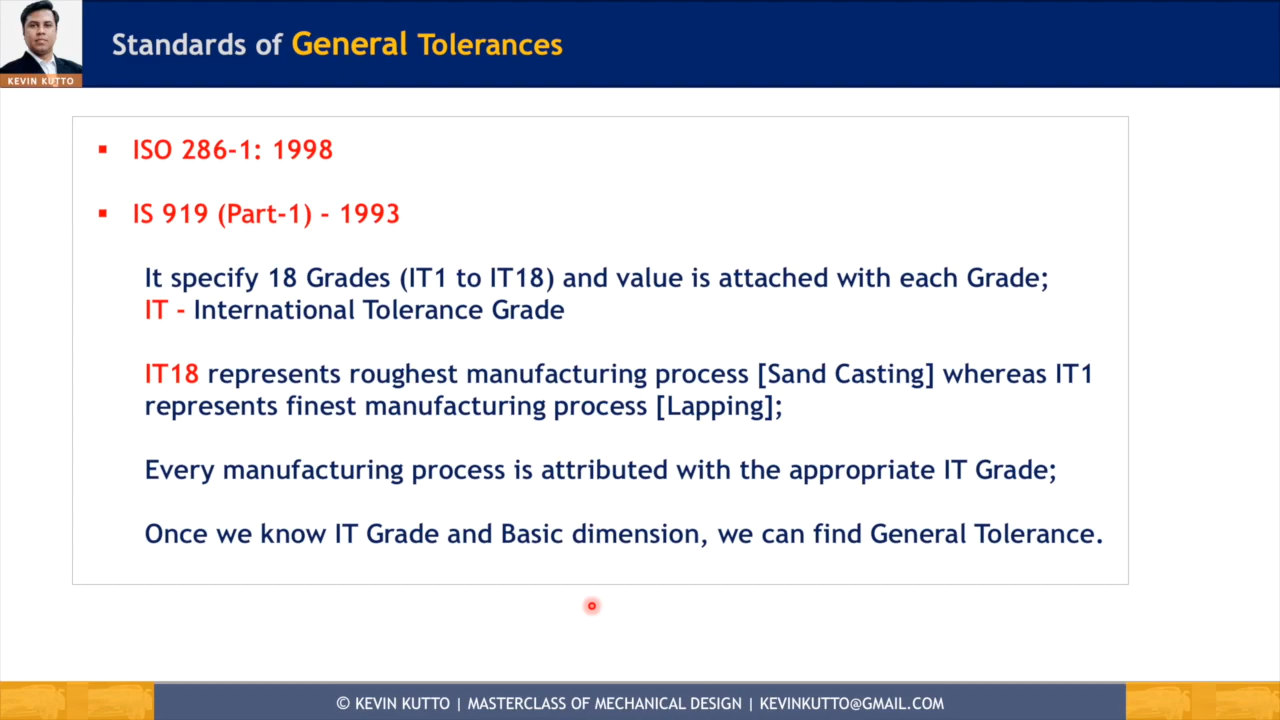 Standards of General Tolerances
KEVIN KUTTO
▪ ISO 286-1: 1998
▪ IS 919 (Part-1) - 1993
It specify 18 Grades (IT1 to IT18) and value is attached with each Grade;
IT - International Tolerance Grade
IT18 represents roughest manufacturing process [Sand Casting] whereas IT1
represents finest manufacturing process [Lapping];
Every manufacturing process is attributed with the appropriate IT Grade;
Once we know IT Grade and Basic dimension, we can find General Tolerance.
© KEVIN KUTTO | MASTERCLASS OF MECHANICAL DESIGN | KEVINKUTTO@GMAIL.COM